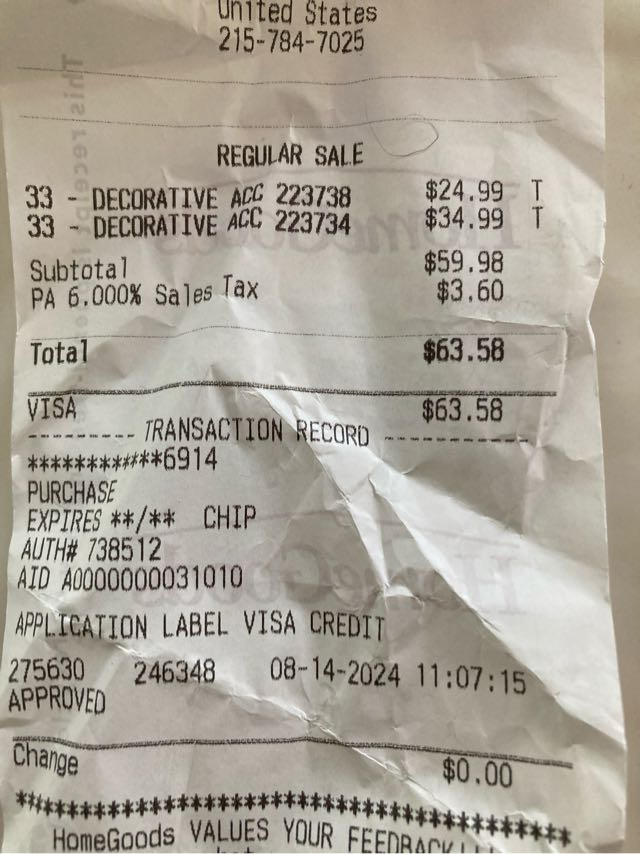 United States
215-784-7025
REGULAR SALE
33 - DECORATIVE ACC 223738 $24.99 T
33 - DECORATIVE ACC 223734 $34.99 T
Subtotal $59.98
PA 6.000% Sales Tax $3.60
Total $63.58
VISA $63.58
---------- TRANSACTION RECORD --------------
************6914
PURCHASE
EXPIRES **/** CHIP
AUTH# 738512
AID A0000000031010
APPLICATION LABEL VISA CREDIT
275630 246348 08-14-2024 11:07:15
APPROVED
Change $0.00
******************************************
HomeGoods VALUES YOUR FEEDBACK